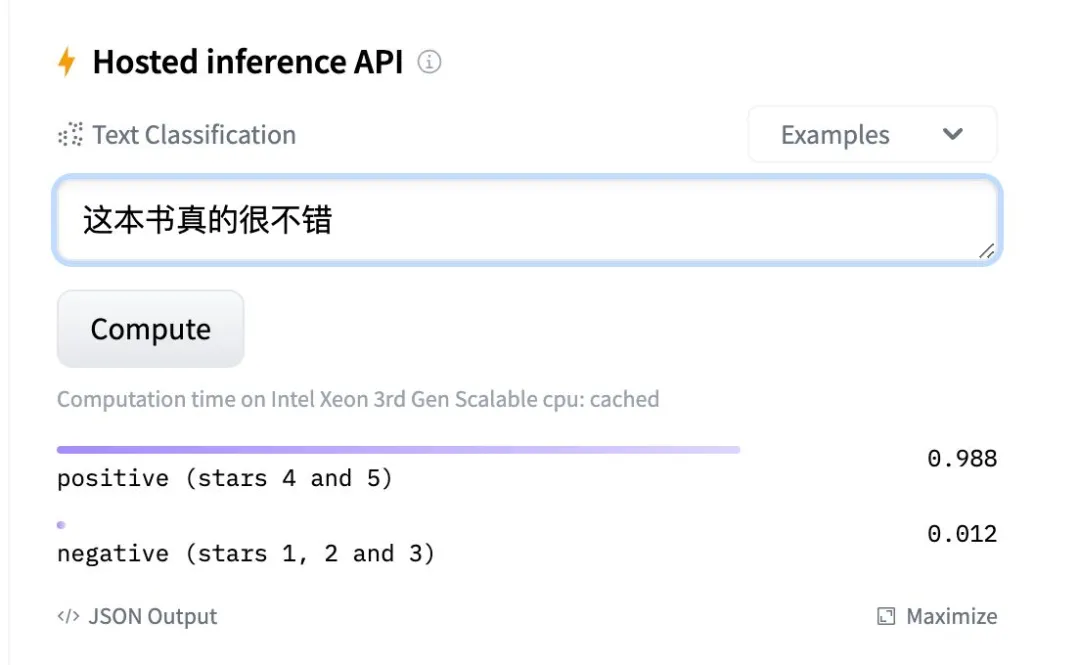 Hosted inference API
Text Classification
Examples
这本书真的很不错
Compute
Computation time on Intel Xeon 3rd Gen Scalable cpu: cached
positive (stars 4 and 5)
0.988
negative (stars 1, 2 and 3)
0.012
</> JSON Output
Maximize